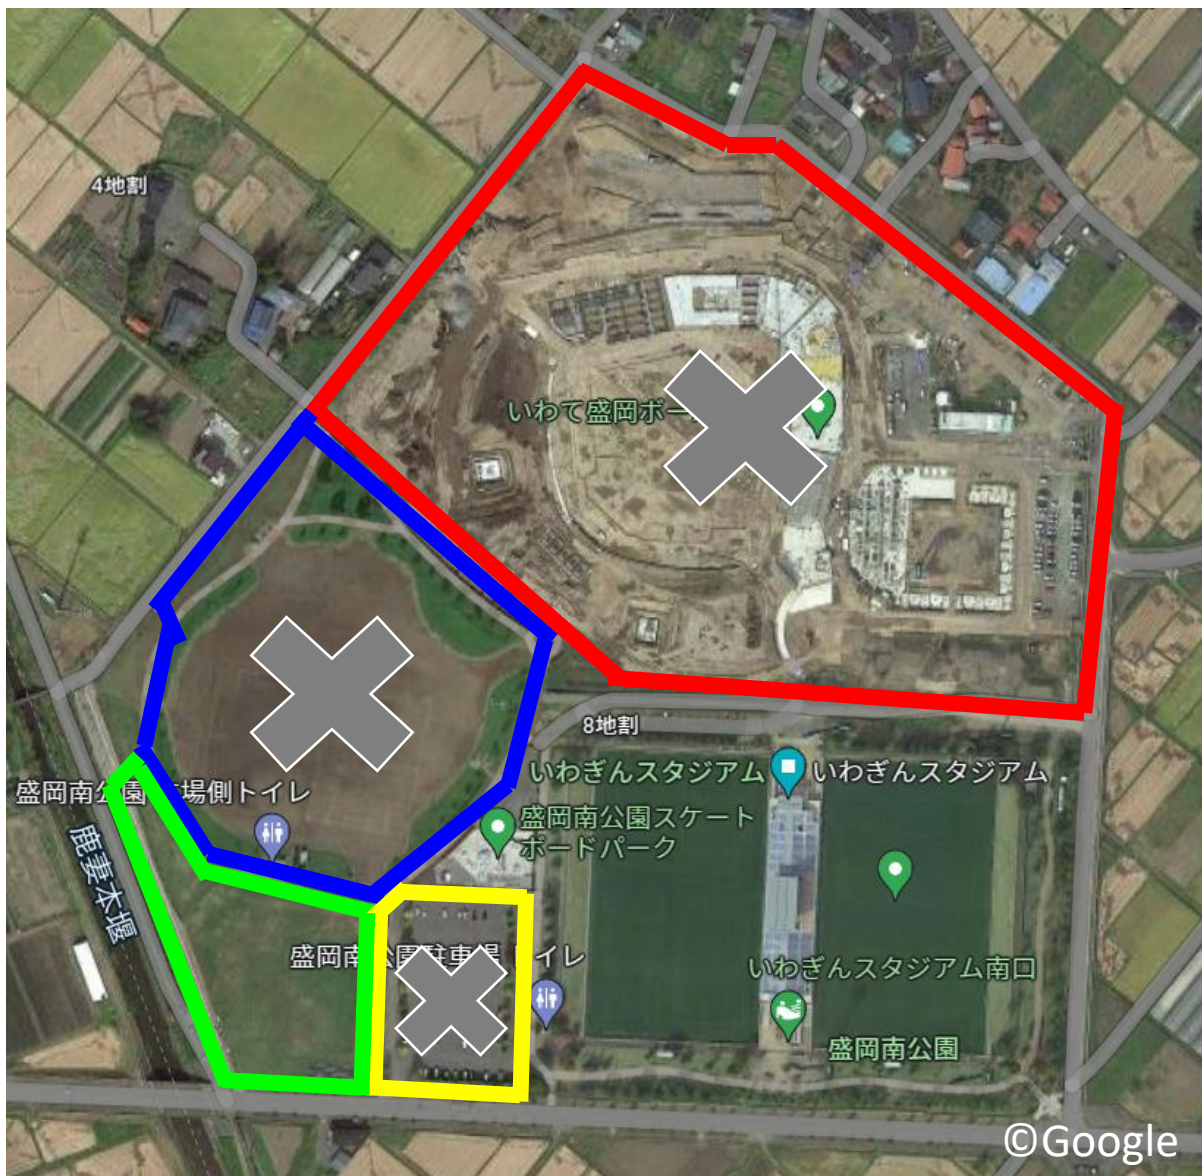 4地割
いわて盛岡ボー
8地割
いわぎんスタジアム
いわぎんスタジアム
盛岡南公園 広場側トイレ
盛岡南公園スケート
ボードパーク
鹿妻本堰
盛岡南公園駐車場 トイレ
いわぎんスタジアム南口
盛岡南公園
©Google